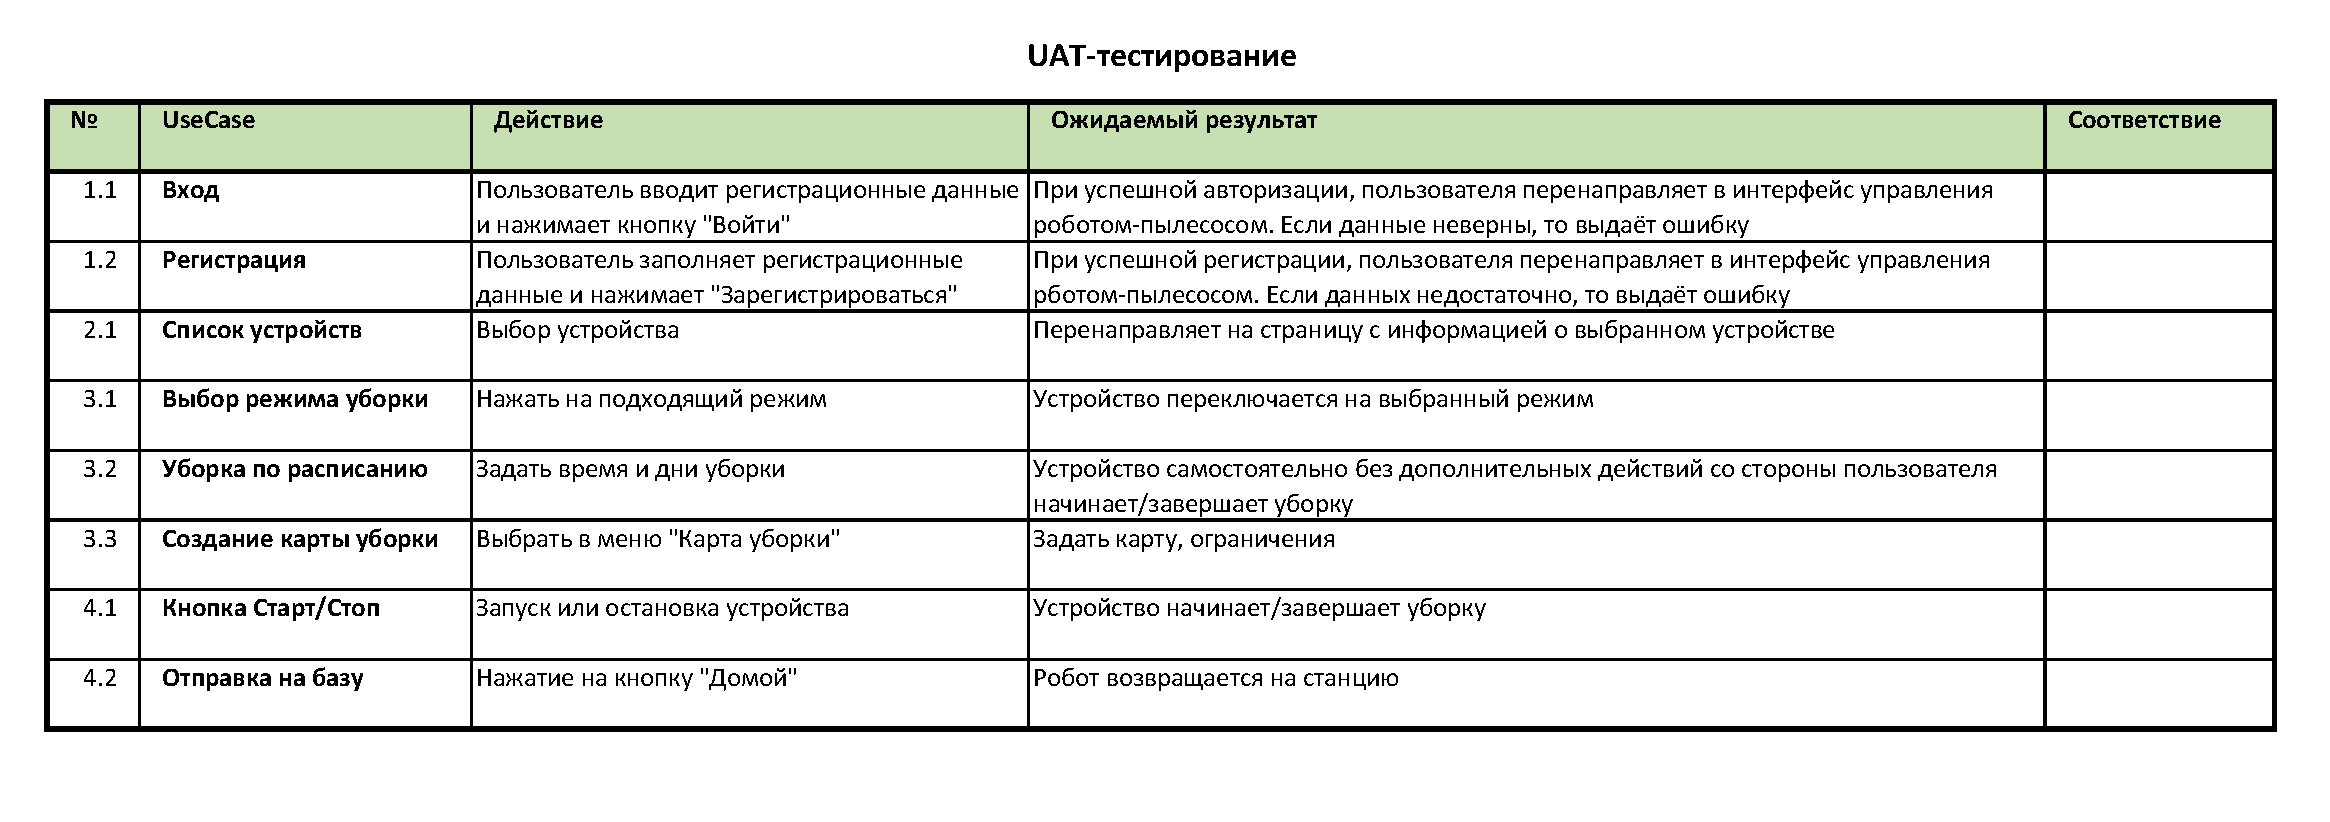 UAT-тестирование
№ UseCase Действие Ожидаемый результат Соответствие
1.1 Вход Пользователь вводит регистрационные данные При успешной авторизации, пользователя перенаправляет в интерфейс управления
и нажимает кнопку "Войти" роботом-пылесосом. Если данные неверны, то выдаёт ошибку
1.2 Регистрация Пользователь заполняет регистрационные При успешной регистрации, пользователя перенаправляет в интерфейс управления
данные и нажимает "Зарегистрироваться" рботом-пылесосом. Если данных недостаточно, то выдаёт ошибку
2.1 Список устройств Выбор устройства Перенаправляет на страницу с информацией о выбранном устройстве
3.1 Выбор режима уборки Нажать на подходящий режим Устройство переключается на выбранный режим
3.2 Уборка по расписанию Задать время и дни уборки Устройство самостоятельно без дополнительных действий со стороны пользователя
начинает/завершает уборку
3.3 Создание карты уборки Выбрать в меню "Карта уборки" Задать карту, ограничения
4.1 Кнопка Старт/Стоп Запуск или остановка устройства Устройство начинает/завершает уборку
4.2 Отправка на базу Нажатие на кнопку "Домой" Робот возвращается на станцию